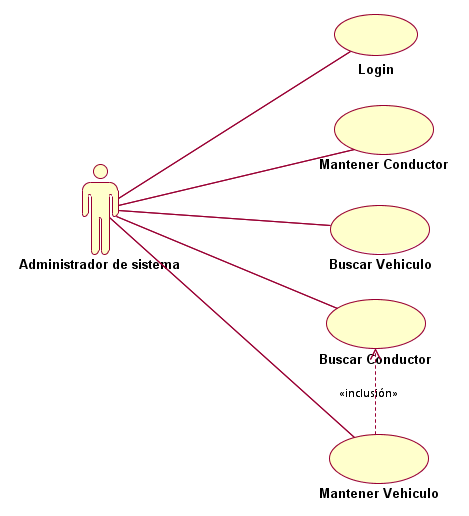 Login
Mantener Conductor
Administrador de sistema
Buscar Vehiculo
Buscar Conductor
«inclusión»
Mantener Vehiculo